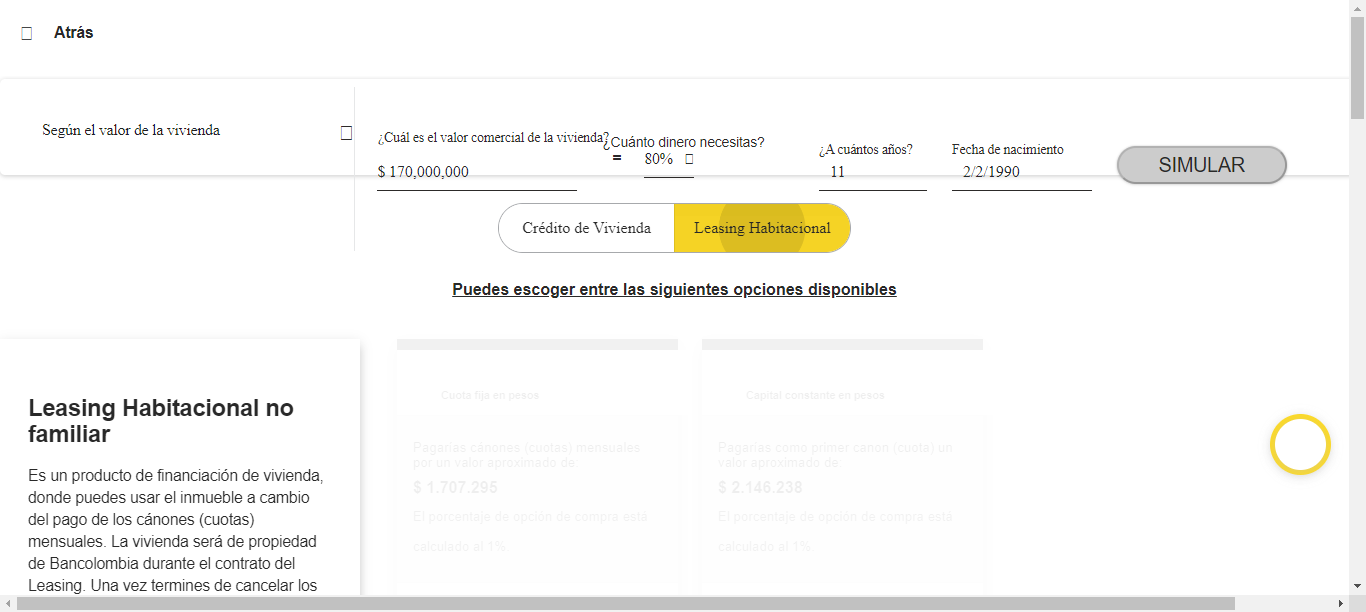 Atrás
Según el valor de la vivienda
¿Cuál es el valor comercial de la vivienda?
$ 170,000,000
¿Cuánto dinero necesitas?
= 80%
¿A cuántos años?
11
Fecha de nacimiento
2/2/1990
SIMULAR
Crédito de Vivienda
Leasing Habitacional
Puedes escoger entre las siguientes opciones disponibles
Leasing Habitacional no
familiar
Es un producto de financiación de vivienda,
donde puedes usar el inmueble a cambio
del pago de los cánones (cuotas)
mensuales. La vivienda será de propiedad
de Bancolombia durante el contrato del
Leasing. Una vez termines de cancelar los
Cuota fija en pesos
Pagarías cánones (cuotas) mensuales
por un valor aproximado de
$ 1.707.295
El porcentaje de opción de compra está
calculado al 1%
Capital constante en pesos
Pagarías como primer canon (cuota) un
valor aproximado de
$ 2.146.238
El porcentaje de opción de compra está
calculado al 1%